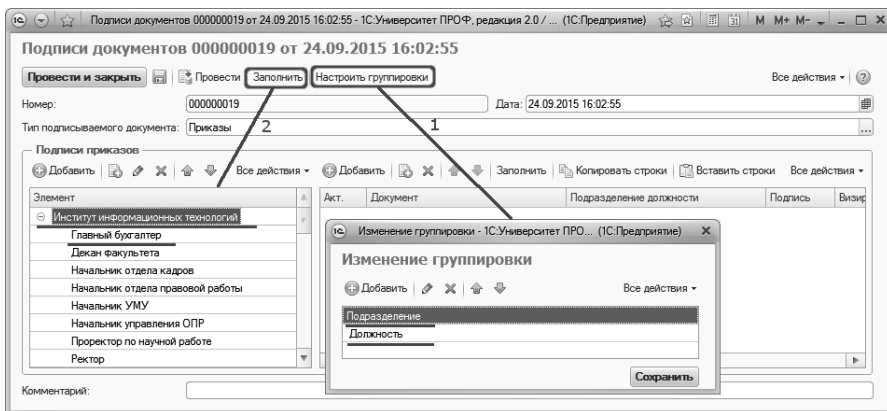 Подписи документов 000000019 от 24.09.2015 16:02:55 - 1С:Университет ПРОФ, редакция 2.0 / ... (1С:Предприятие) M M+ M-
Подписи документов 000000019 от 24.09.2015 16:02:55
Провести и закрыть Провести Заполнить Настроить группировки Все действия
Номер: 000000019 Дата: 24.09.2015 16:02:55
Тип подписываемого документа: Приказы 2 1
Подписи приказов
Добавить Все действия Добавить Заполнить Копировать строки Вставить строки Все действия
Элемент Акт. Документ Подразделение должности Подпись Визир
Институт информационных технологий
Главный бухгалтер
Декан факультета
Начальник отдела кадров
Начальник отдела правовой работы
Начальник УМУ
Начальник управления ОПР
Проректор по научной работе
Ректор
Изменение группировки - 1С:Университет ПРО... (1С:Предприятие)
Изменение группировки
Добавить Все действия
Подразделение
Должность
Сохранить
Комментарий: